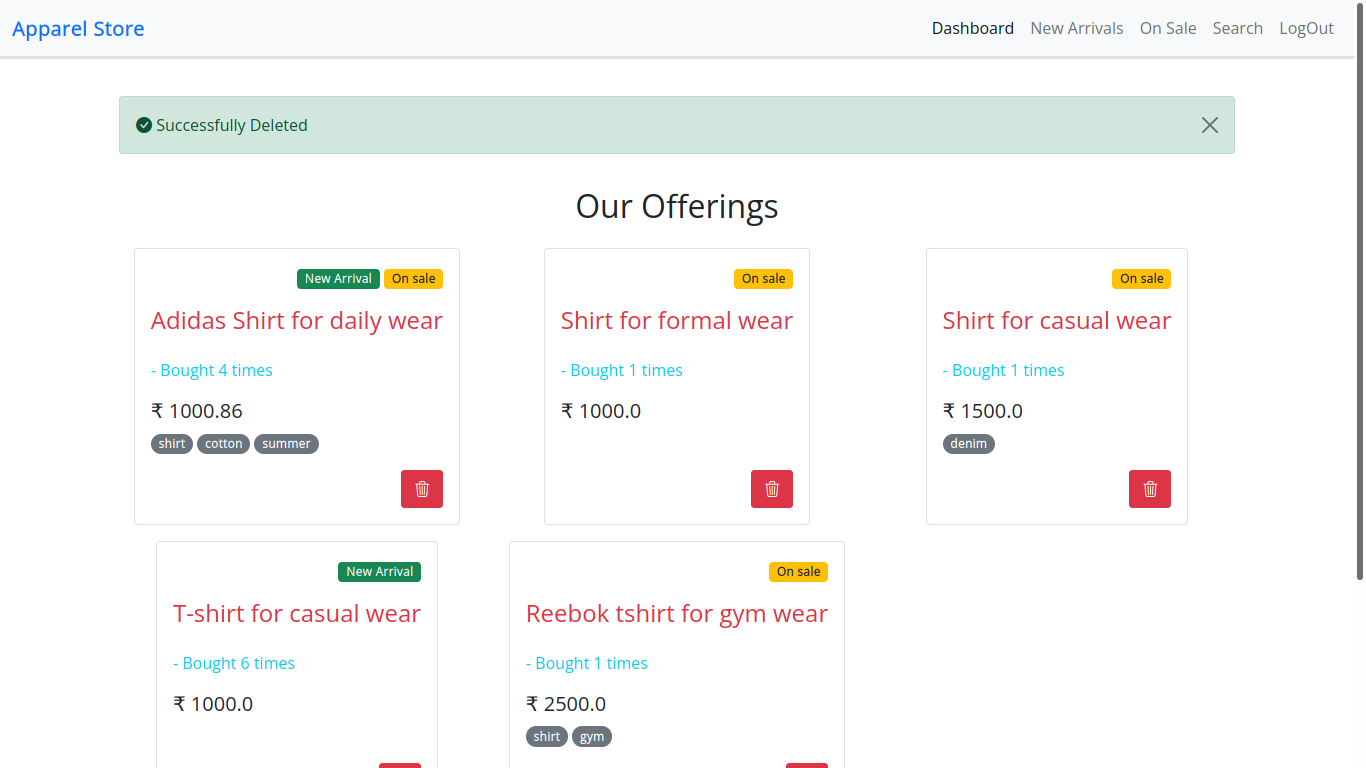 Apparel Store
Dashboard New Arrivals On Sale Search LogOut
Successfully Deleted
Our Offerings
New Arrival On sale
Adidas Shirt for daily wear
- Bought 4 times
₹ 1000.86
shirt cotton summer
On sale
Shirt for formal wear
- Bought 1 times
₹ 1000.0
On sale
Shirt for casual wear
- Bought 1 times
₹ 1500.0
denim
New Arrival
T-shirt for casual wear
- Bought 6 times
₹ 1000.0
On sale
Reebok tshirt for gym wear
- Bought 1 times
₹ 2500.0
shirt gym